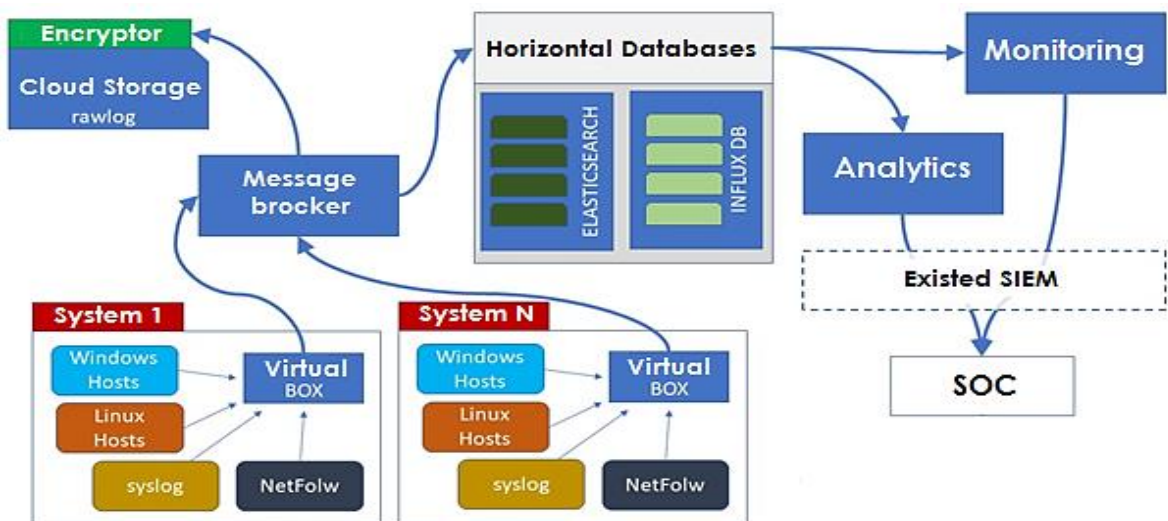 Encryptor
Cloud Storage
rawlog
Message
brocker
Horizontal Databases
ELASTICSEARCH
INFLUX DB
Monitoring
Analytics
Existed SIEM
SOC
System 1
Windows
Hosts
Linux
Hosts
syslog
NetFolw
Virtual
BOX
System N
Windows
Hosts
Linux
Hosts
syslog
NetFolw
Virtual
BOX